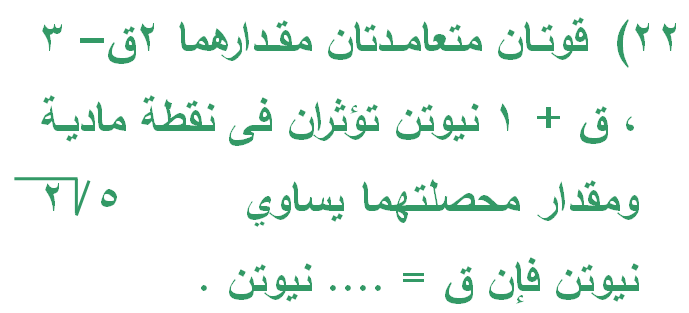 ٢٢) قوتان متعامدتان مقدارهما ٢ق – ٣
، ق + ١ نيوتن تؤثران فى نقطة مادية
ومقدار محصلتهما يساوي ٥√٢
نيوتن فإن ق = .... نيوتن .